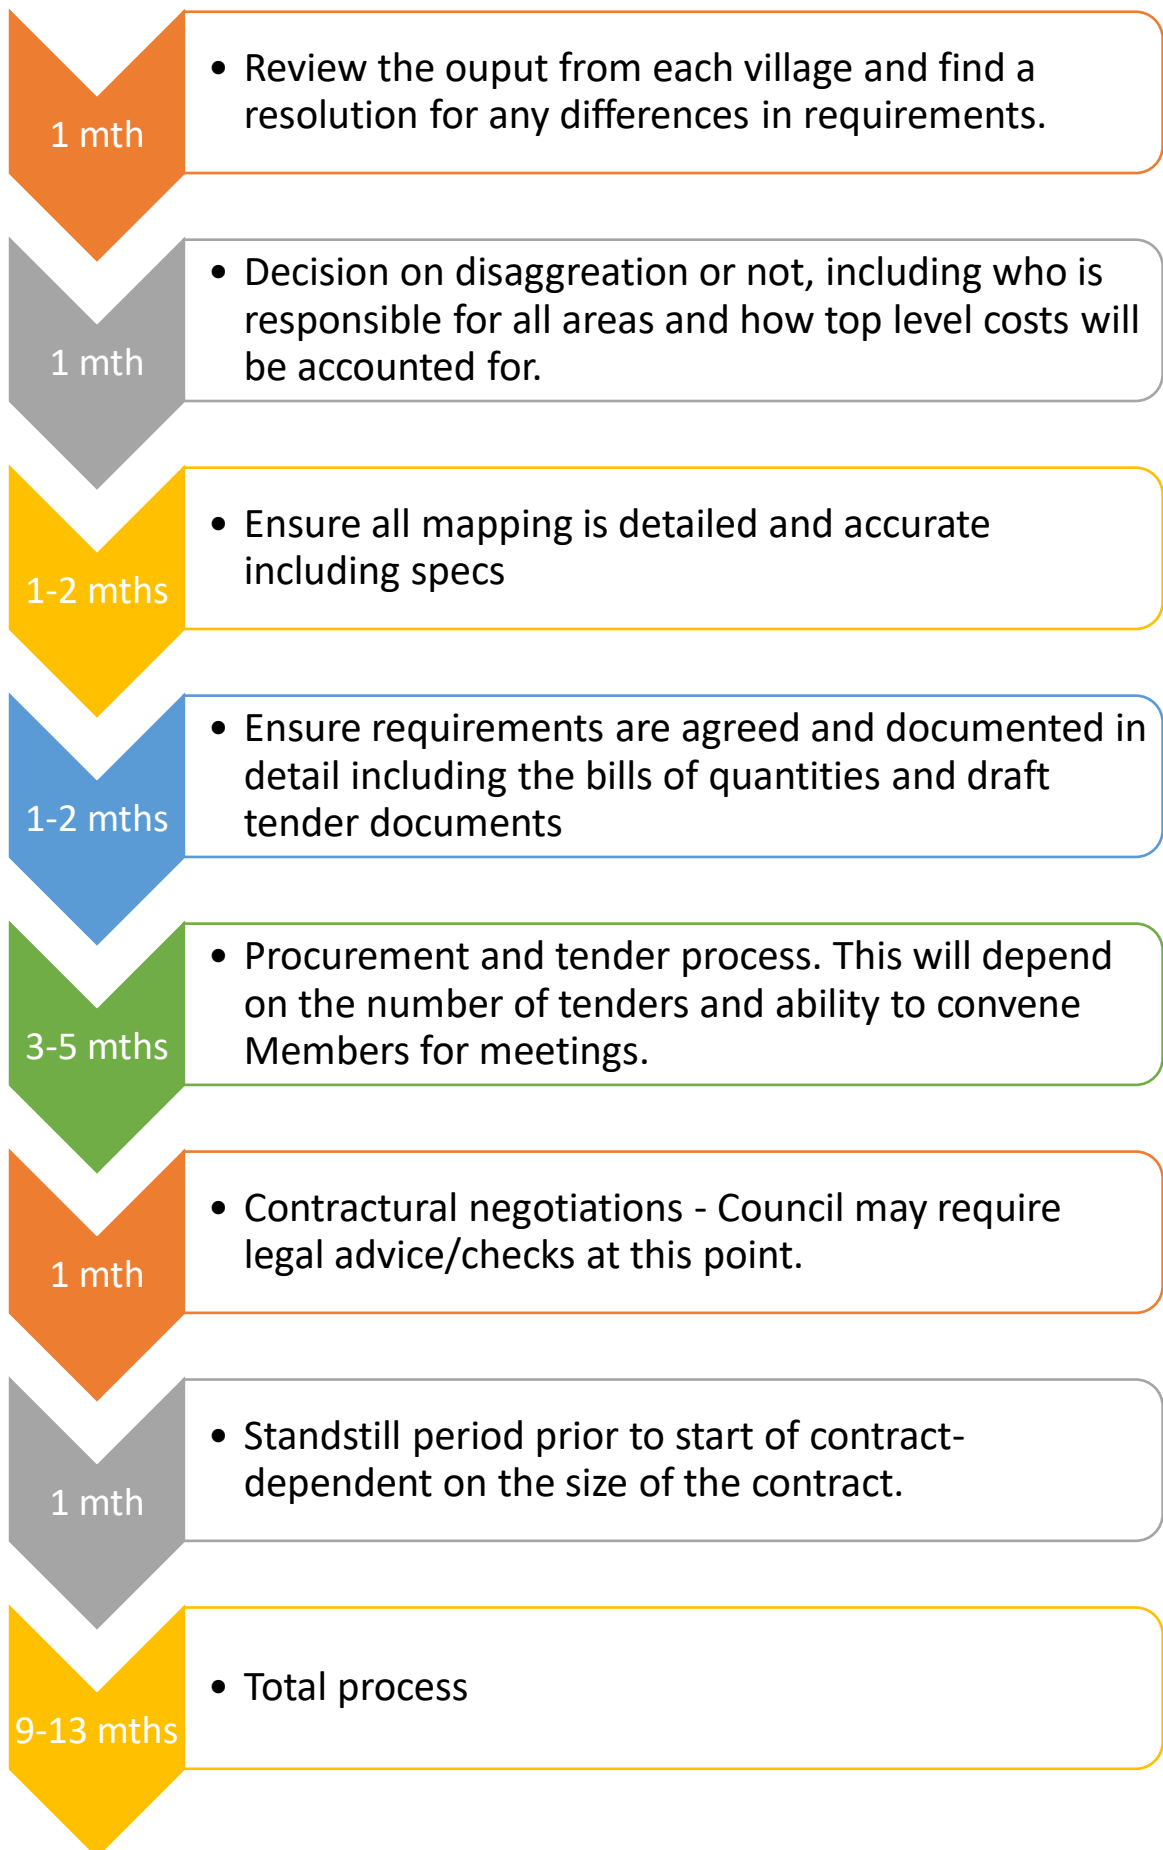 1 mth
• Review the ouput from each village and find a
resolution for any differences in requirements.
1 mth
• Decision on disaggreation or not, including who is
responsible for all areas and how top level costs will
be accounted for.
1-2 mths
• Ensure all mapping is detailed and accurate
including specs
1-2 mths
• Ensure requirements are agreed and documented in
detail including the bills of quantities and draft
tender documents
3-5 mths
• Procurement and tender process. This will depend
on the number of tenders and ability to convene
Members for meetings.
1 mth
• Contractural negotiations - Council may require
legal advice/checks at this point.
1 mth
• Standstill period prior to start of contract-
dependent on the size of the contract.
9-13 mths
• Total process